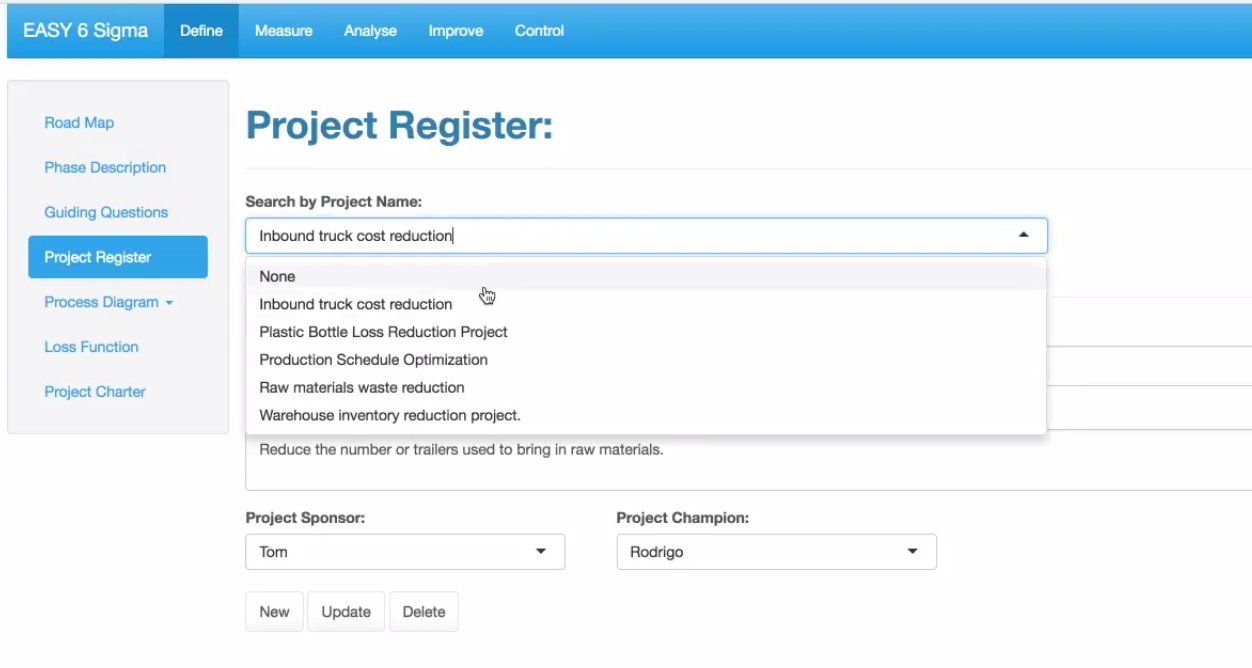 EASY 6 Sigma Define Measure Analyse Improve Control
Road Map
Phase Description
Guiding Questions
Project Register
Process Diagram
Loss Function
Project Charter
Project Register:
Search by Project Name:
Inbound truck cost reduction
None
Inbound truck cost reduction
Plastic Bottle Loss Reduction Project
Production Schedule Optimization
Raw materials waste reduction
Warehouse inventory reduction project.
Reduce the number or trailers used to bring in raw materials.
Project Sponsor: Project Champion:
Tom Rodrigo
New Update Delete